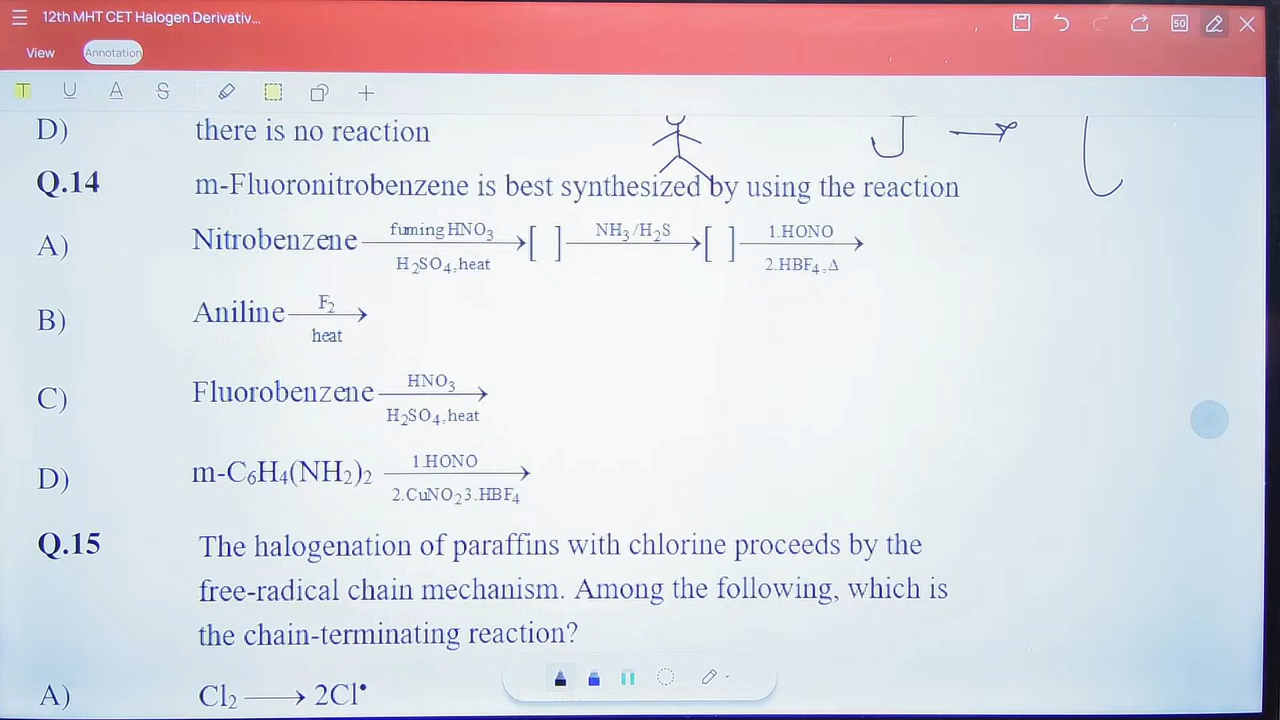 12th MHT CET Halogen Derivativ...
50
View Annotation
T U A S
D) there is no reaction
Q.14 m-Fluoronitrobenzene is best synthesized by using the reaction
A) Nitrobenzene fuming HNO₃ / H₂SO₄,heat → [ ] NH₃/H₂S → [ ] 1.HONO / 2.HBF₄,Δ →
B) Aniline F₂ / heat →
C) Fluorobenzene HNO₃ / H₂SO₄,heat →
D) m-C₆H₄(NH₂)₂ 1.HONO / 2.CuNO₂3.HBF₄ →
Q.15 The halogenation of paraffins with chlorine proceeds by the
free-radical chain mechanism. Among the following, which is
the chain-terminating reaction?
A) Cl₂ → 2Cl•